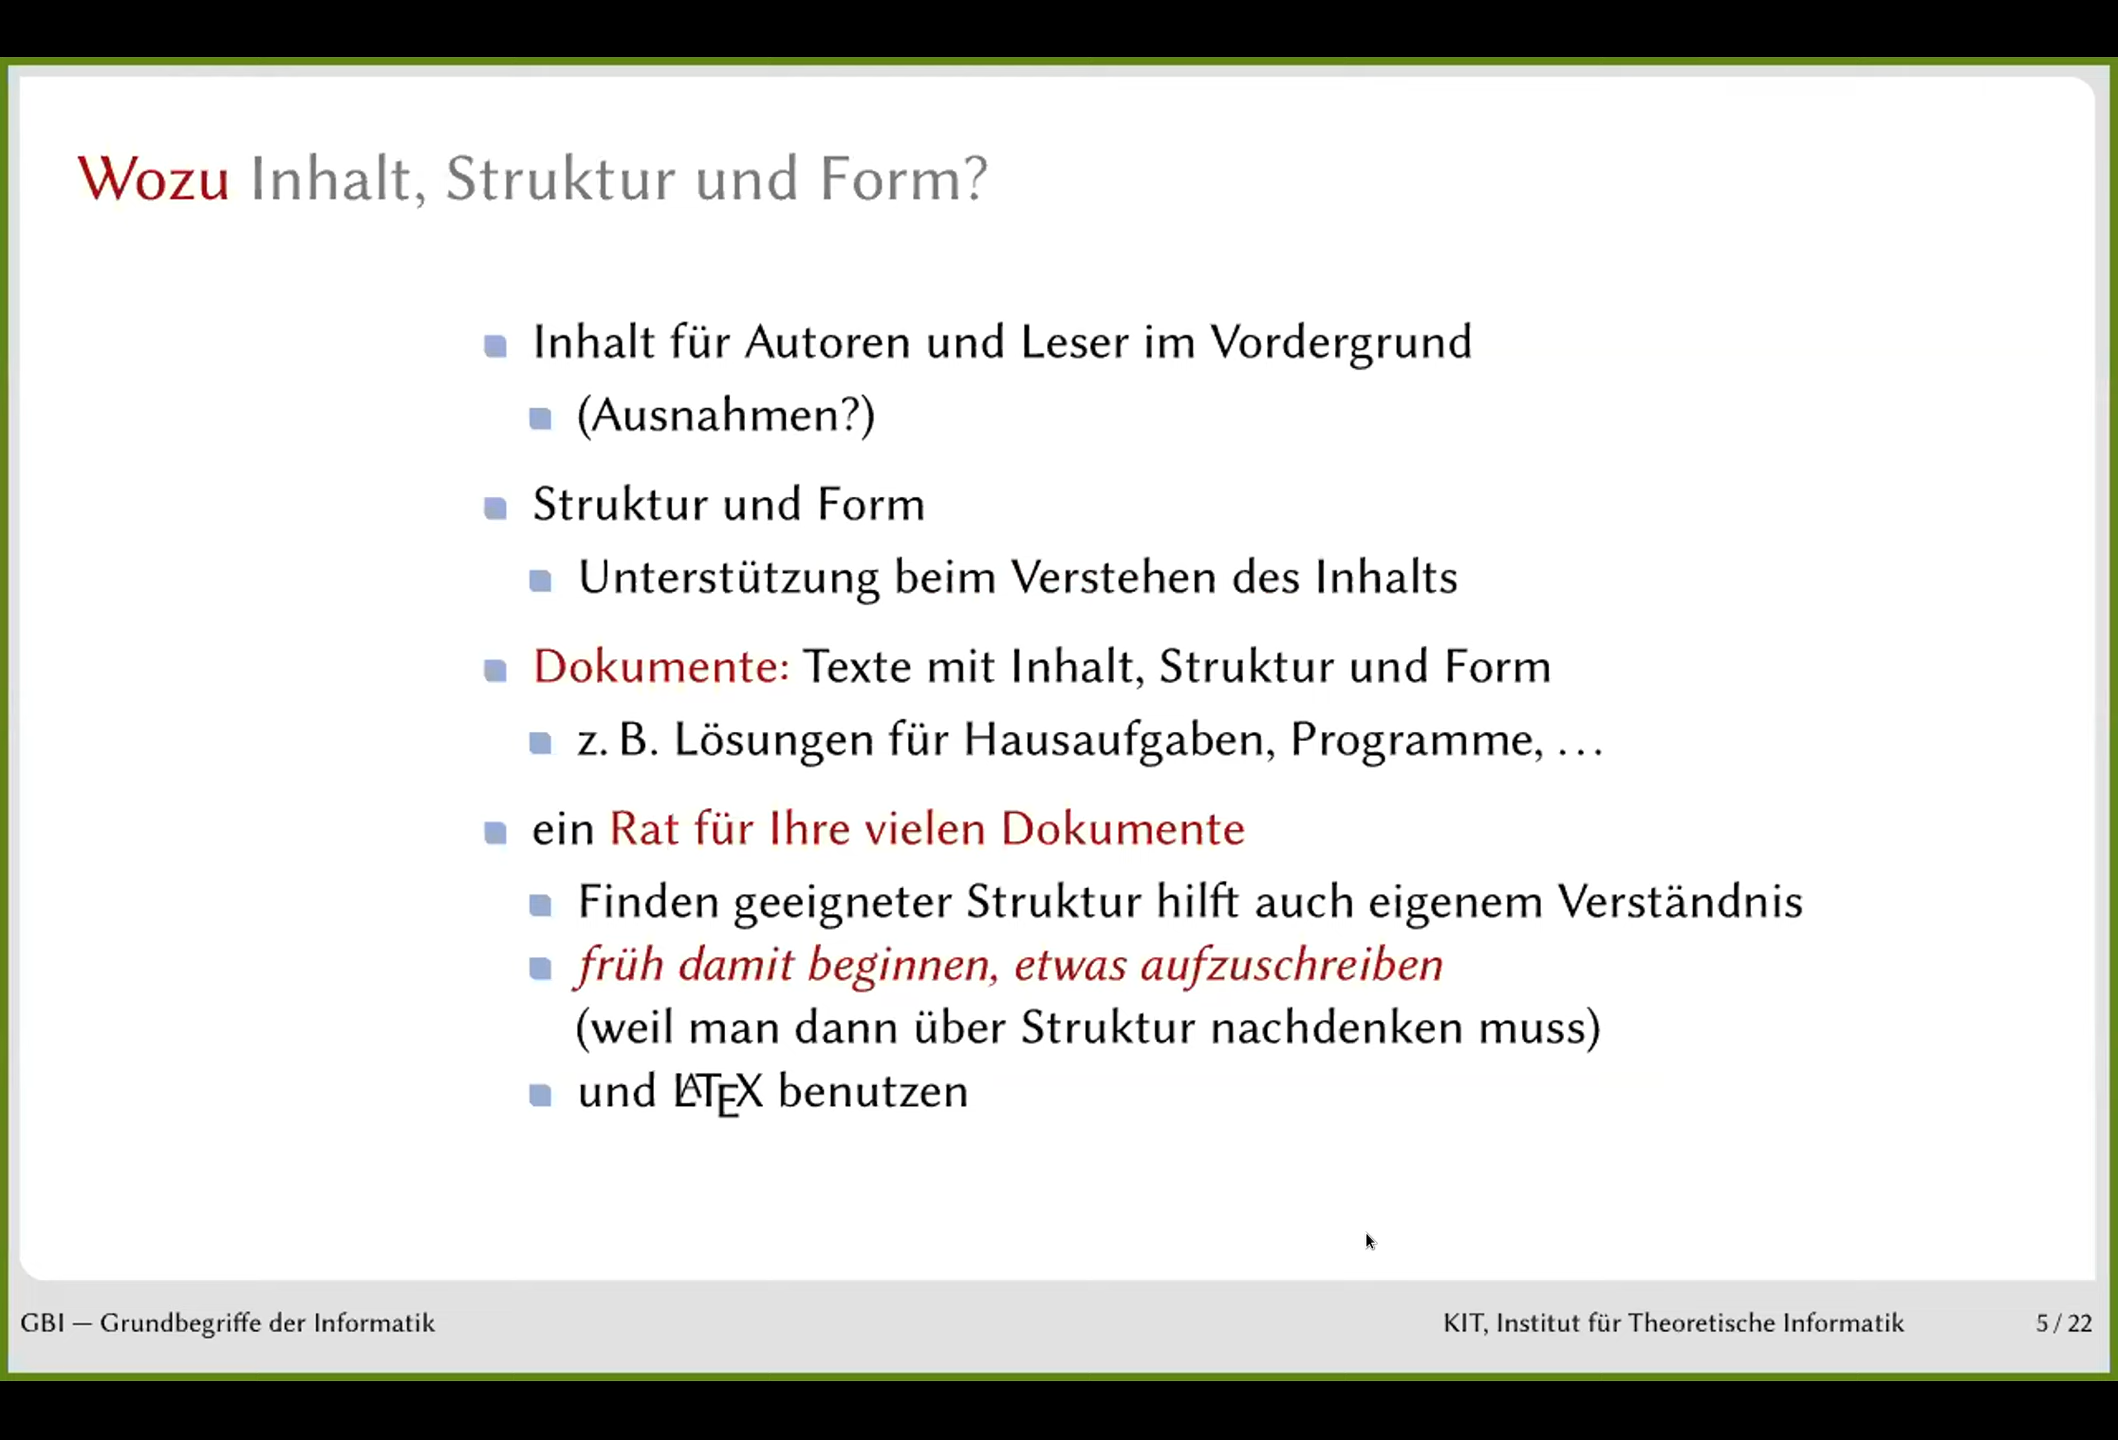 Wozu Inhalt, Struktur und Form?
Inhalt für Autoren und Leser im Vordergrund
(Ausnahmen?)
Struktur und Form
Unterstützung beim Verstehen des Inhalts
Dokumente: Texte mit Inhalt, Struktur und Form
z. B. Lösungen für Hausaufgaben, Programme, ...
ein Rat für Ihre vielen Dokumente
Finden geeigneter Struktur hilft auch eigenem Verständnis
früh damit beginnen, etwas aufzuschreiben
(weil man dann über Struktur nachdenken muss)
und LATEX benutzen
GBI — Grundbegriffe der Informatik
KIT, Institut für Theoretische Informatik
5 / 22